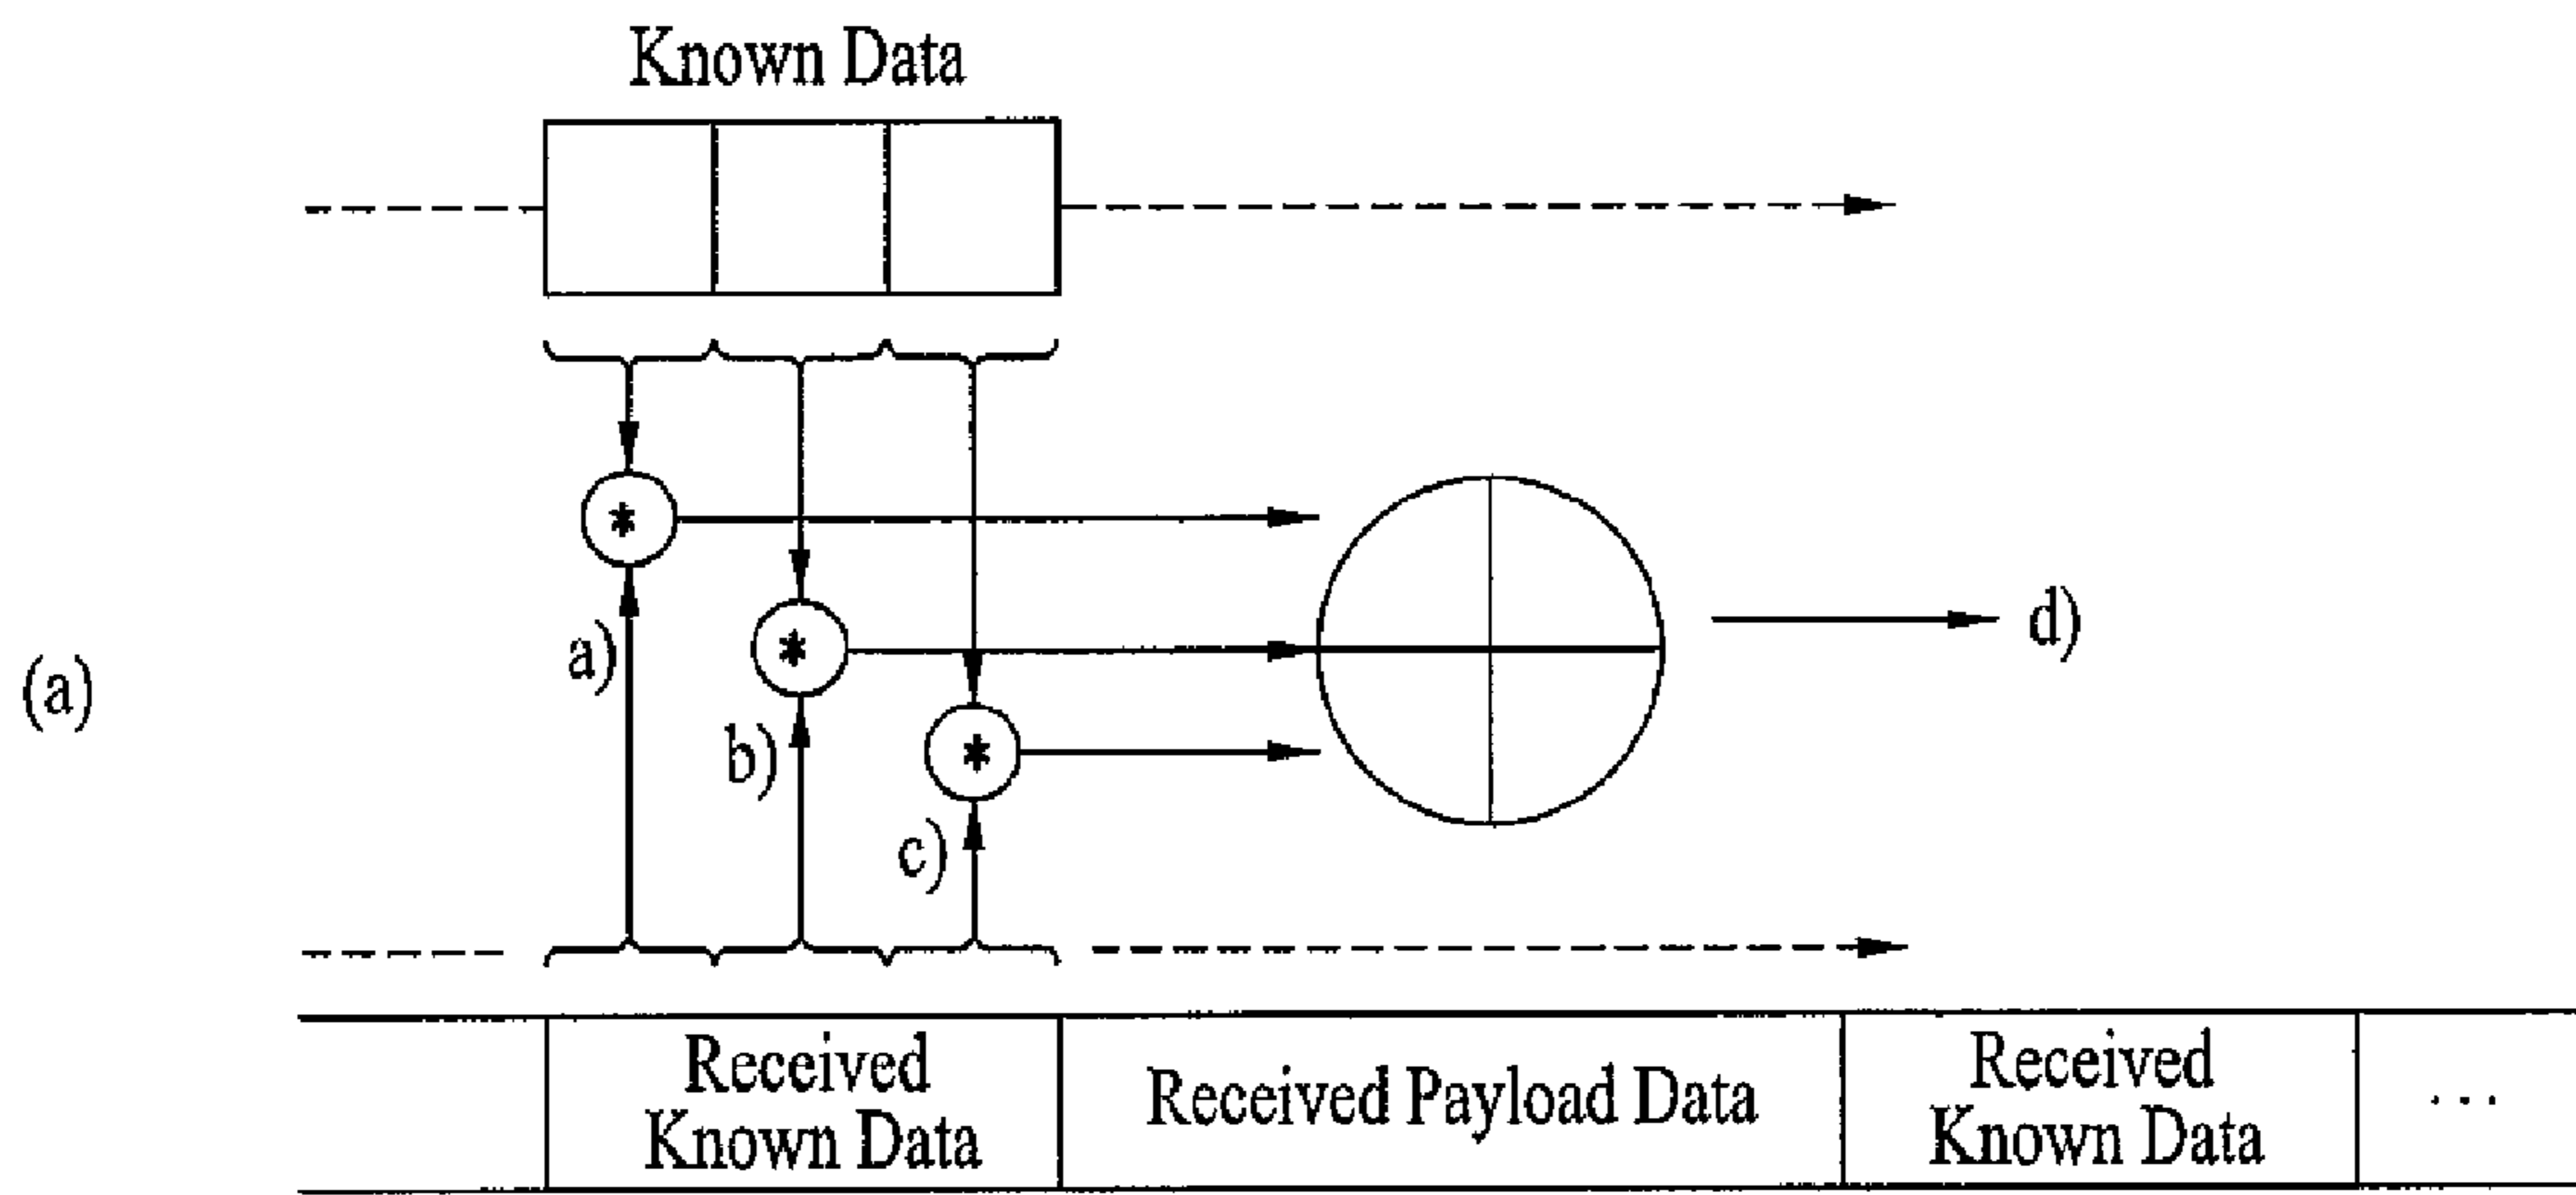 Known Data
*
a)
*
b)
*
c)
d)
(a)
Received
Known Data
Received Payload Data
Received
Known Data
...